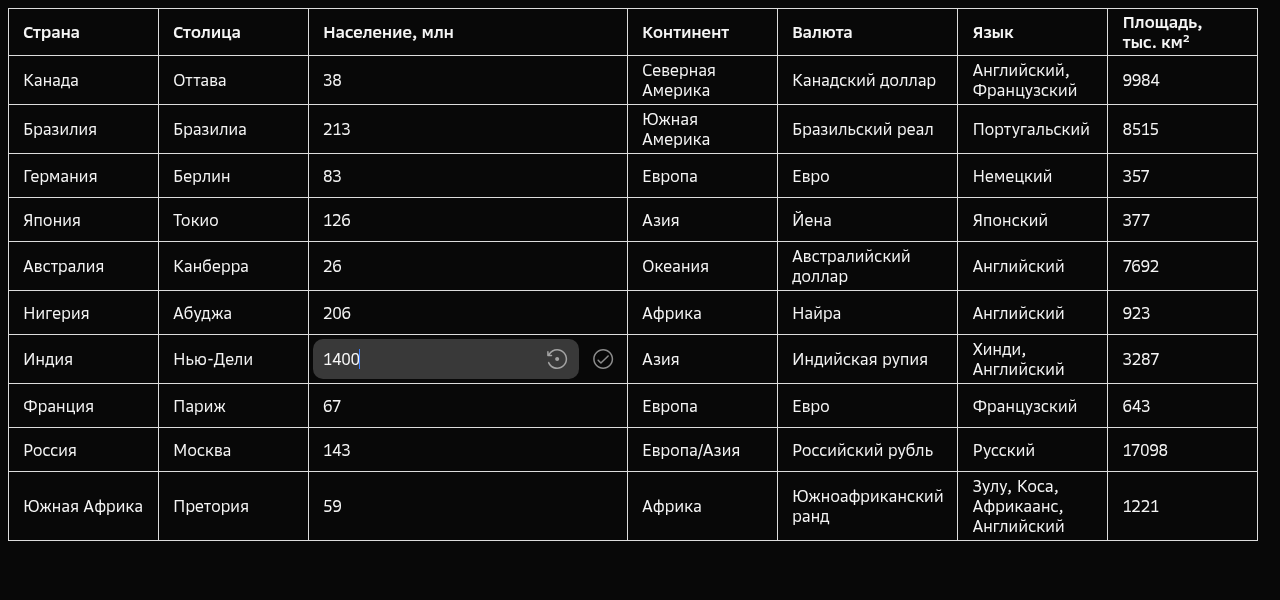 Страна Столица Население, млн Континент Валюта Язык Площадь,
тыс. км²
Канада Оттава 38 Северная
Америка Канадский доллар Английский,
Французский 9984
Бразилия Бразилиа 213 Южная
Америка Бразильский реал Португальский 8515
Германия Берлин 83 Европа Евро Немецкий 357
Япония Токио 126 Азия Йена Японский 377
Австралия Канберра 26 Океания Австралийский
доллар Английский 7692
Нигерия Абуджа 206 Африка Найра Английский 923
Индия Нью-Дели 1400 Азия Индийская рупия Хинди,
Английский 3287
Франция Париж 67 Европа Евро Французский 643
Россия Москва 143 Европа/Азия Российский рубль Русский 17098
Южная Африка Претория 59 Африка Южноафриканский
ранд Зулу, Коса,
Африкаанс,
Английский 1221